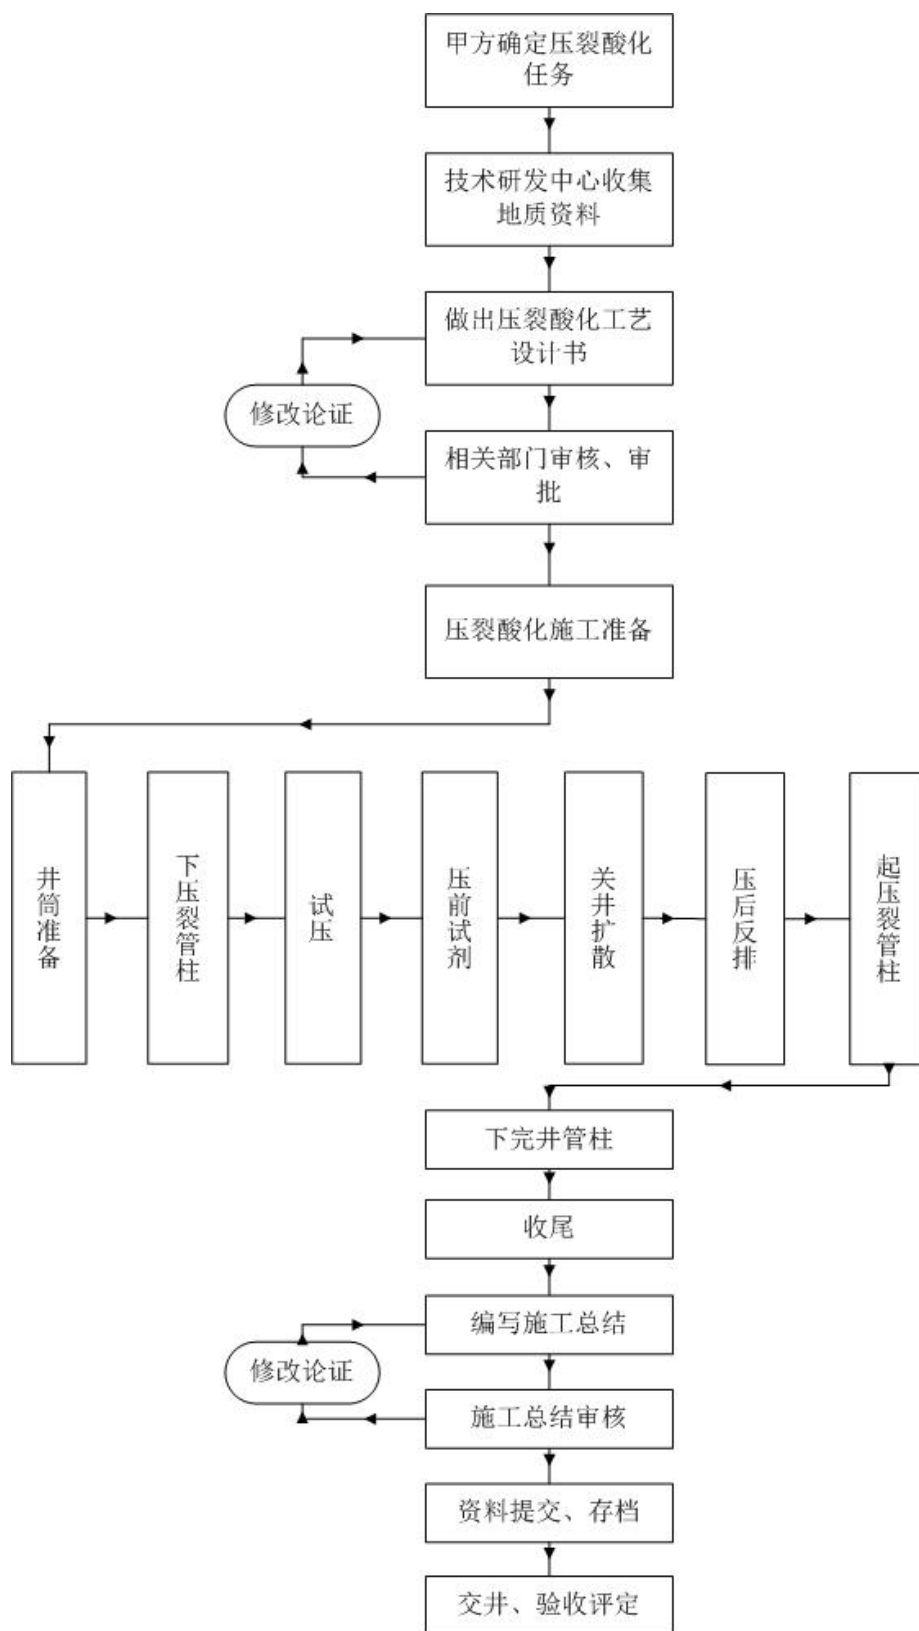 甲方确定压裂酸化
任务
技术研发中心收集
地质资料
做出压裂酸化工艺
设计书
修改论证
相关部门审核、审
批
压裂酸化施工准备
井筒准备
下压裂管柱
试压
压前试剂
关井扩散
压后反排
起压裂管柱
下完井管柱
收尾
编写施工总结
修改论证
施工总结审核
资料提交、存档
交井、验收评定